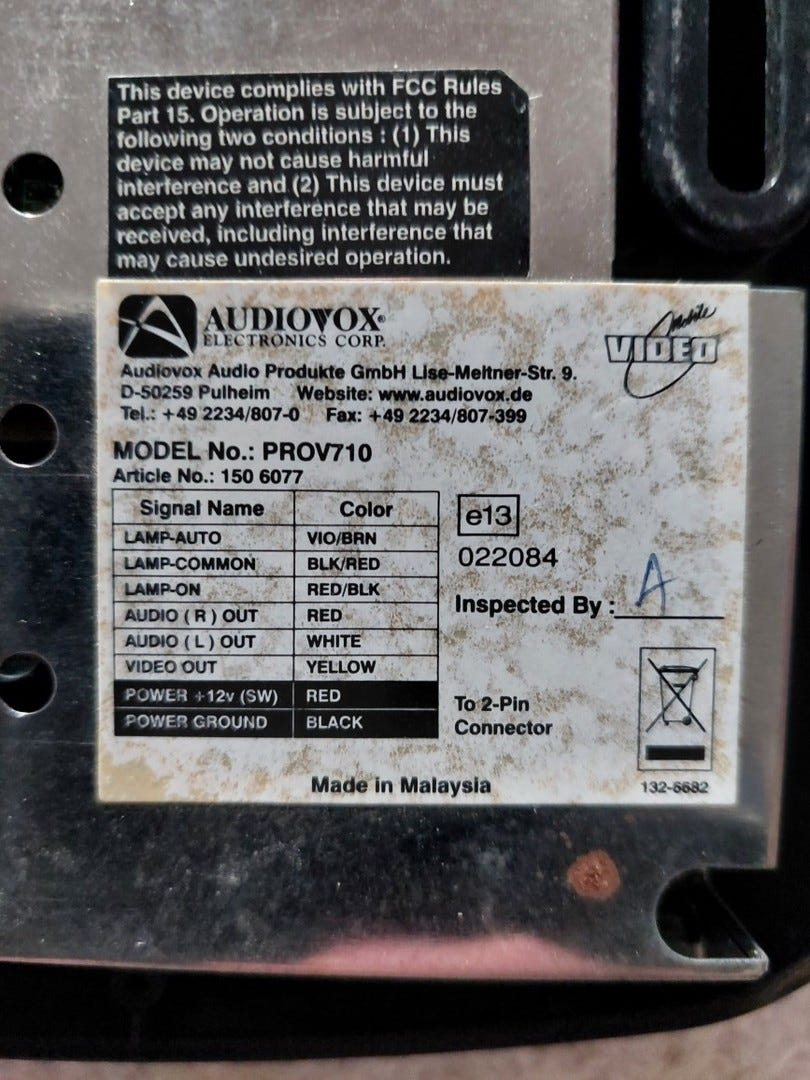 This device complies with FCC Rules
Part 15. Operation is subject to the
following two conditions : (1) This
device may not cause harmful
interference and (2) This device must
accept any interference that may be
received, including interference that
may cause undesired operation.
AUDIOVOX®
ELECTRONICS CORP.
Mobile
VIDEO
Audiovox Audio Produkte GmbH Lise-Meitner-Str. 9.
D-50259 Pulheim Website: www.audiovox.de
Tel.: +49 2234/807-0 Fax: +49 2234/807-399
MODEL No.: PROV710
Article No.: 150 6077
Signal Name Color
LAMP-AUTO VIO/BRN
LAMP-COMMON BLK/RED
LAMP-ON RED/BLK
AUDIO ( R ) OUT RED
AUDIO ( L ) OUT WHITE
VIDEO OUT YELLOW
POWER +12v (SW) RED
POWER GROUND BLACK
e13
022084
Inspected By : A
To 2-Pin
Connector
132-6682
Made in Malaysia